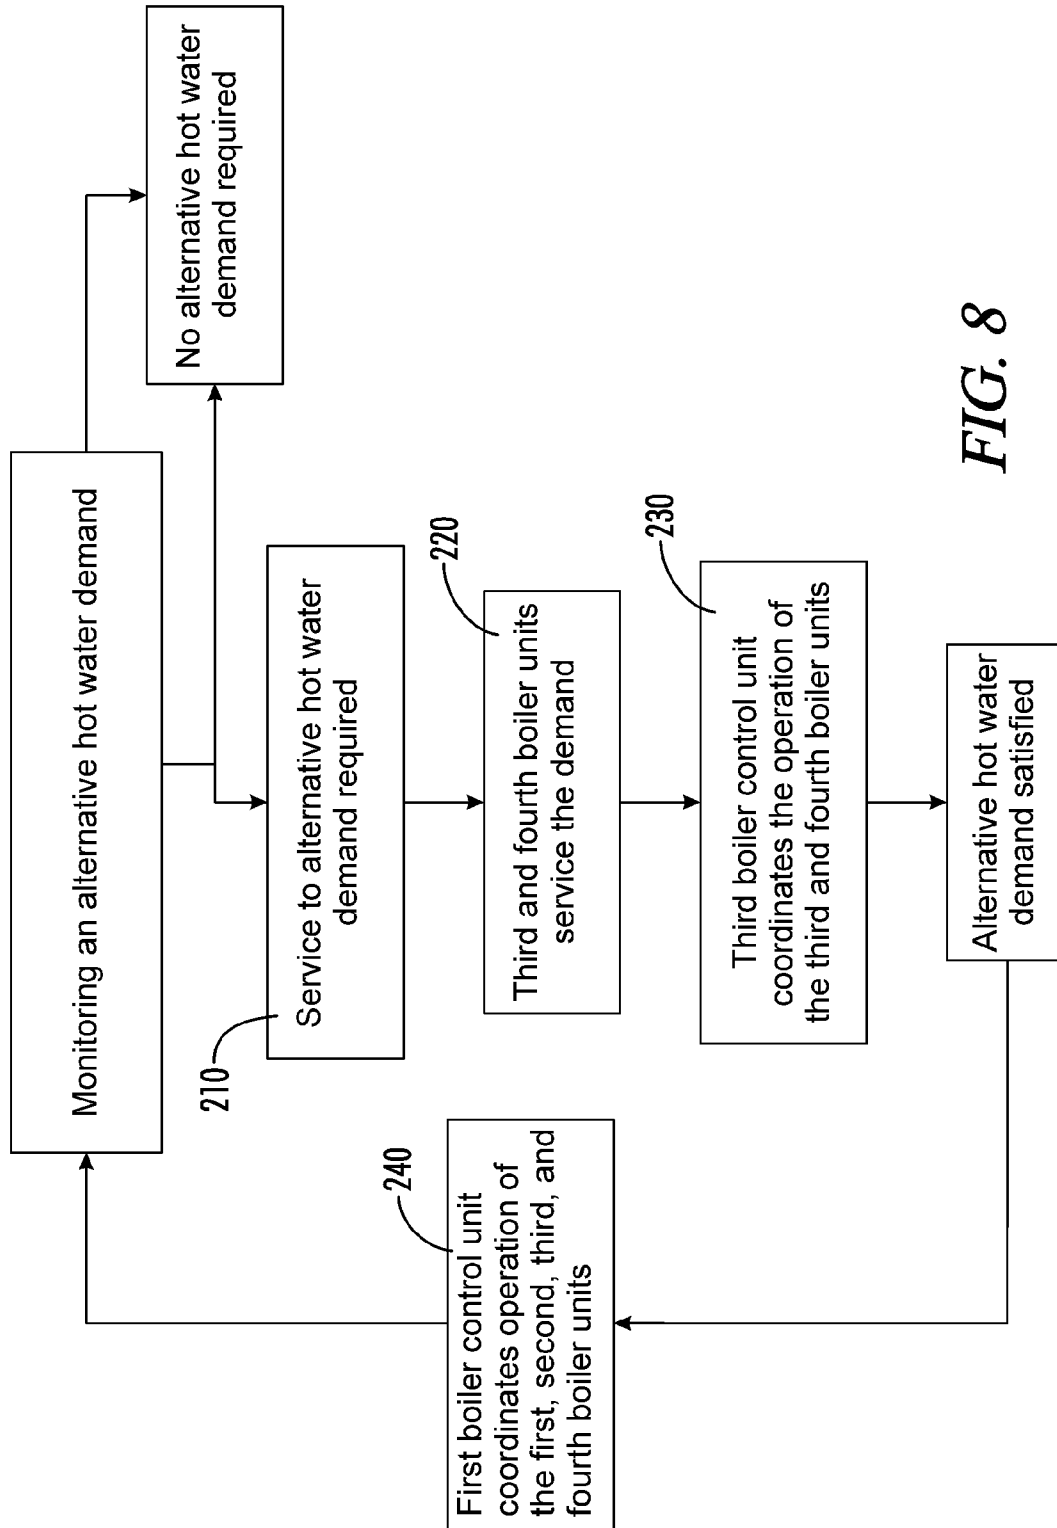 Monitoring an alternative hot water demand
No alternative hot water
demand required
210
Service to alternative hot water
demand required
220
Third and fourth boiler units
service the demand
230
Third boiler control unit
coordinates the operation of
the third and fourth boiler units
Alternative hot water
demand satisfied
240
First boiler control unit
coordinates operation of
the first, second, third, and
fourth boiler units
FIG. 8